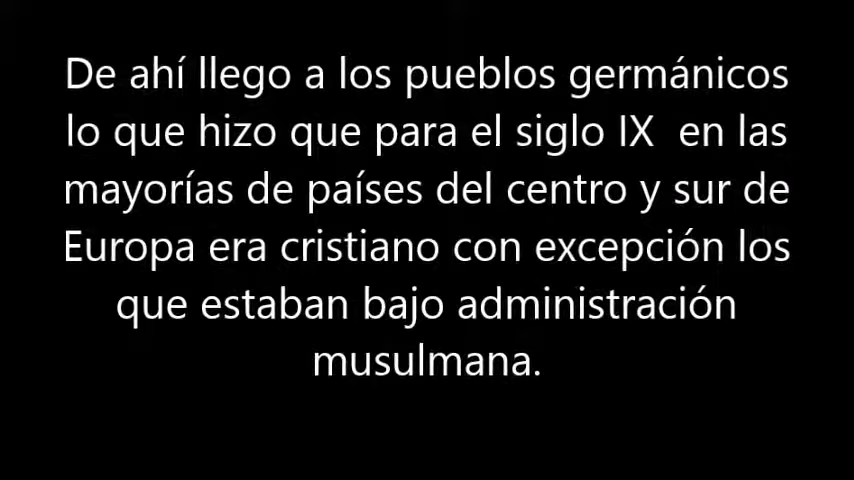 De ahí llego a los pueblos germánicos
lo que hizo que para el siglo IX  en las
mayorías de países del centro y sur de
Europa era cristiano con excepción los
que estaban bajo administración
musulmana.